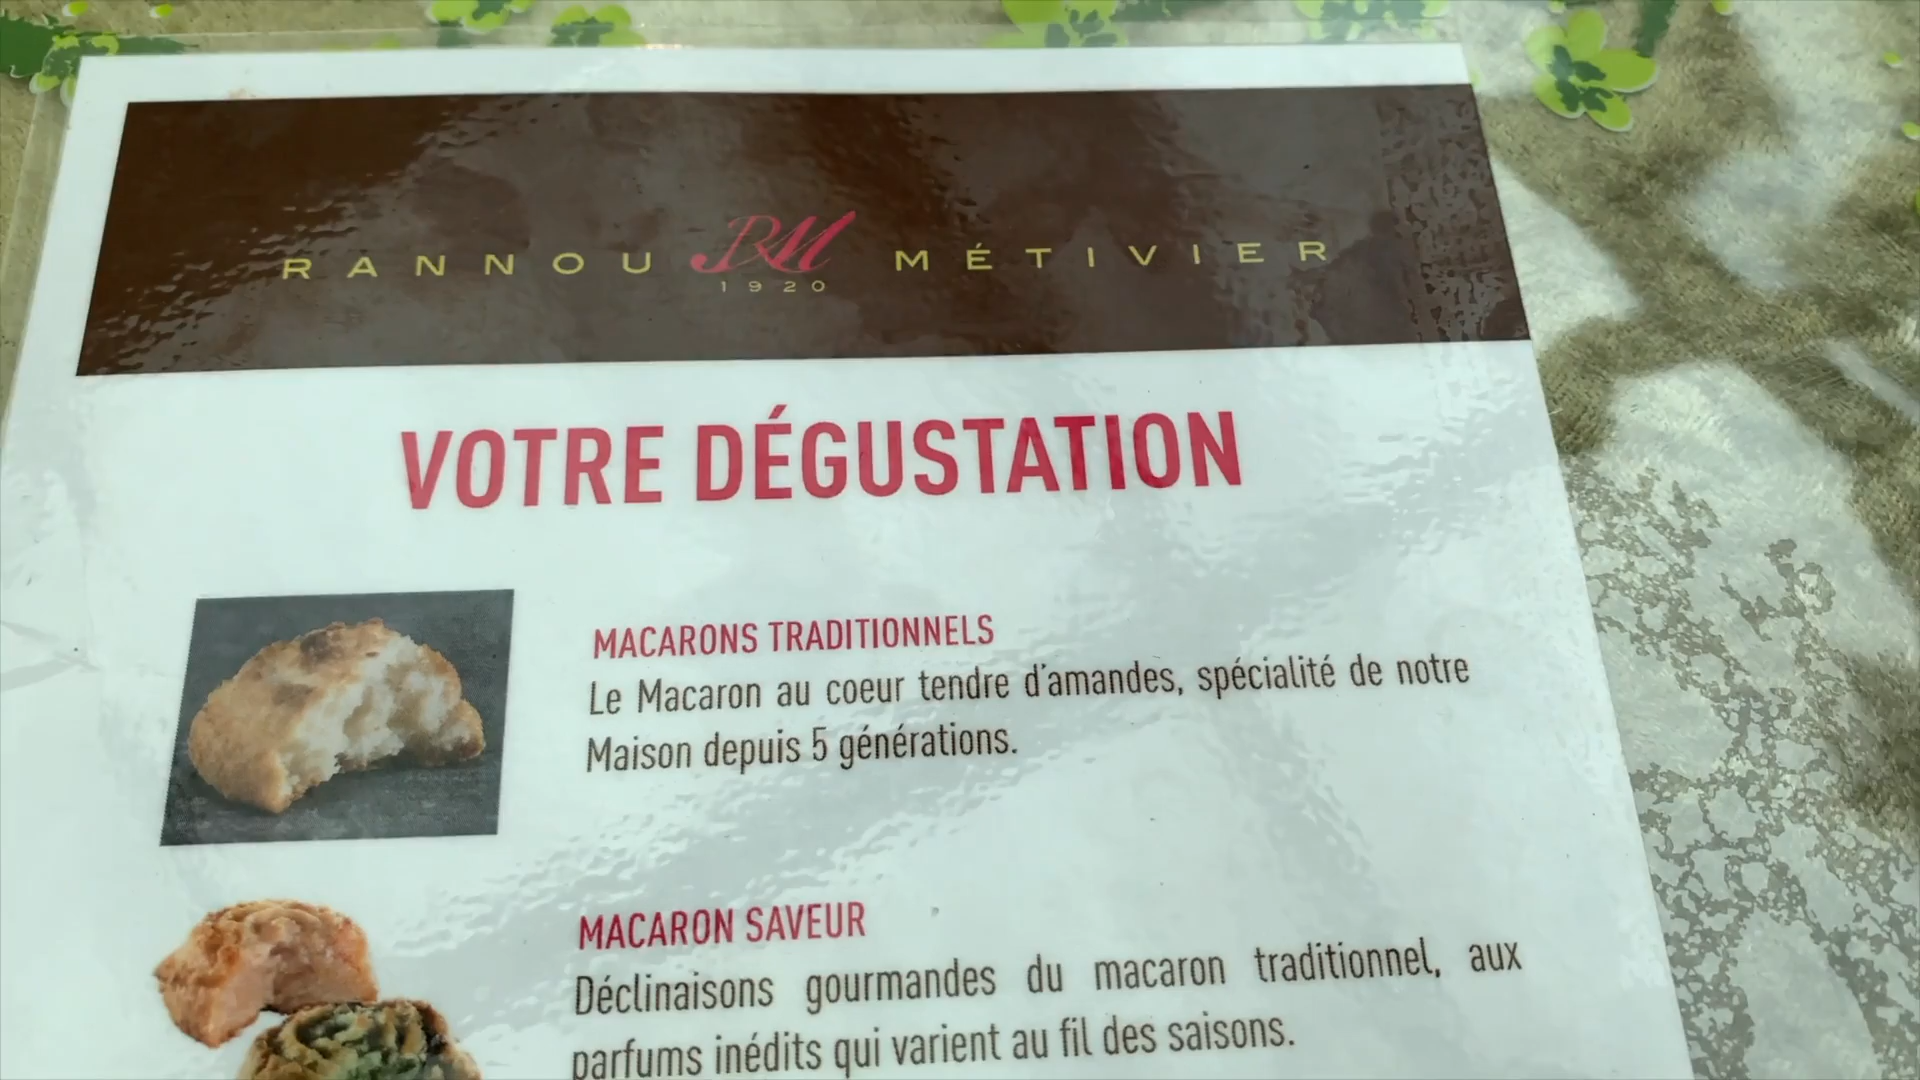 RANNOU RM MÉTIVIER
1920
VOTRE DÉGUSTATION
MACARONS TRADITIONNELS
Le Macaron au coeur tendre d'amandes, spécialité de notre
Maison depuis 5 générations.
MACARON SAVEUR
Déclinaisons gourmandes du macaron traditionnel, aux
parfums inédits qui varient au fil des saisons.